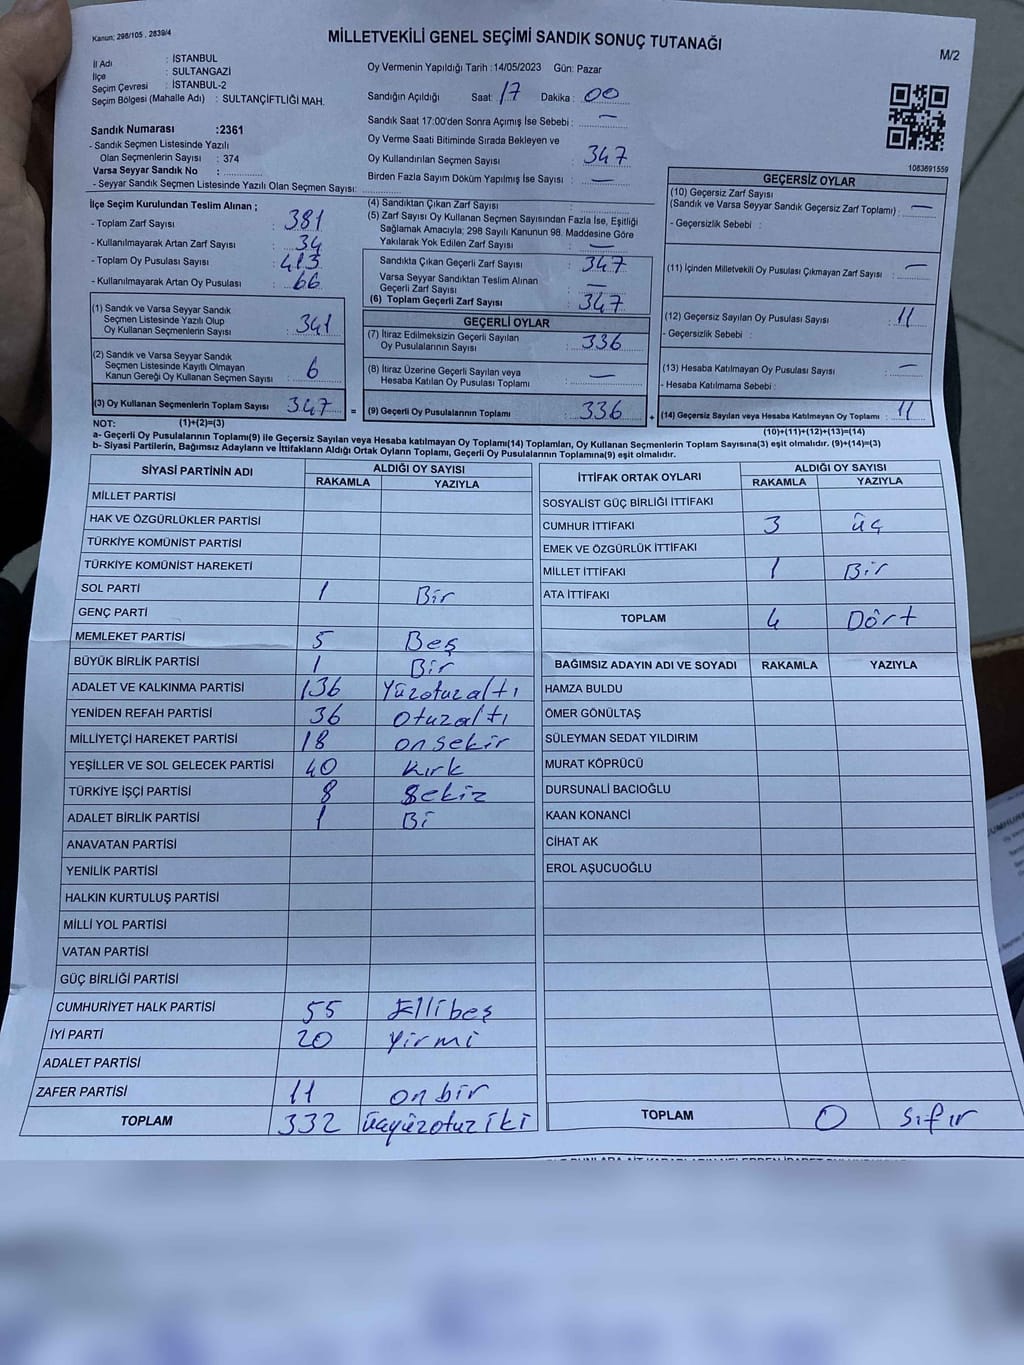 Kanun; 298/105 , 2839/4
MİLLETVEKİLİ GENEL SEÇİMİ SANDIK SONUÇ TUTANAĞI
M/2
İl Adı : İSTANBUL
İlçe : SULTANGAZİ
Seçim Çevresi : İSTANBUL-2
Seçim Bölgesi (Mahalle Adı) : SULTANÇİFTLİĞİ MAH.
Sandık Numarası :2361
- Sandık Seçmen Listesinde Yazılı
Olan Seçmenlerin Sayısı : 374
Varsa Seyyar Sandık No :
- Seyyar Sandık Seçmen Listesinde Yazılı Olan Seçmen Sayısı:
Oy Vermenin Yapıldığı Tarih : 14/05/2023 Gün: Pazar
Sandığın Açıldığı Saat: 17 Dakika : 00
Sandık Saat 17:00'den Sonra Açımış İse Sebebi : —
Oy Verme Saati Bitiminde Sırada Bekleyen ve
Oy Kullandırılan Seçmen Sayısı : 347
Birden Fazla Sayım Döküm Yapılmış İse Sayısı : —
1083691559
İlçe Seçim Kurulundan Teslim Alınan ;
- Toplam Zarf Sayısı : 381
- Kullanılmayarak Artan Zarf Sayısı : 34
- Toplam Oy Pusulası Sayısı : 413
- Kullanılmayarak Artan Oy Pusulası : 66
(1) Sandık ve Varsa Seyyar Sandık
Seçmen Listesinde Yazılı Olup
Oy Kullanan Seçmenlerin Sayısı : 341
(2) Sandık ve Varsa Seyyar Sandık
Seçmen Listesinde Kayıtlı Olmayan
Kanun Gereği Oy Kullanan Seçmen Sayısı : 6
(3) Oy Kullanan Seçmenlerin Toplam Sayısı : 347
(4) Sandıktan Çıkan Zarf Sayısı :
(5) Zarf Sayısı Oy Kullanan Seçmen Sayısından Fazla İse, Eşitliği
Sağlamak Amacıyla; 298 Sayılı Kanunun 98. Maddesine Göre
Yakılarak Yok Edilen Zarf Sayısı : —
Sandıkta Çıkan Geçerli Zarf Sayısı : 347
Varsa Seyyar Sandıktan Teslim Alınan
Geçerli Zarf Sayısı : —
(6) Toplam Geçerli Zarf Sayısı : 347
GEÇERLİ OYLAR
(7) İtiraz Edilmeksizin Geçerli Sayılan
Oy Pusulalarının Sayısı : 336
(8) İtiraz Üzerine Geçerli Sayılan veya
Hesaba Katılan Oy Pusulası Toplamı : —
= (9) Geçerli Oy Pusulalarının Toplamı : 336
GEÇERSİZ OYLAR
(10) Geçersiz Zarf Sayısı
(Sandık ve Varsa Seyyar Sandık Geçersiz Zarf Toplamı) : —
- Geçersizlik Sebebi :
(11) İçinden Milletvekili Oy Pusulası Çıkmayan Zarf Sayısı : —
(12) Geçersiz Sayılan Oy Pusulası Sayısı : 11
- Geçersizlik Sebebi :
(13) Hesaba Katılmayan Oy Pusulası Sayısı : —
- Hesaba Katılmama Sebebi :
+ (14) Geçersiz Sayılan veya Hesaba Katılmayan Oy Toplamı : 11
NOT: (1)+(2)=(3)
(10)+(11)+(12)+(13)=(14)
a- Geçerli Oy Pusulalarının Toplamı(9) ile Geçersiz Sayılan veya Hesaba katılmayan Oy Toplamı(14) Toplamları, Oy Kullanan Seçmenlerin Toplam Sayısına(3) eşit olmalıdır. (9)+(14)=(3)
b- Siyasi Partilerin, Bağımsız Adayların ve İttifakların Aldığı Ortak Oyların Toplamı, Geçerli Oy Pusulalarının Toplamına(9) eşit olmalıdır.
SİYASİ PARTİNİN ADI ALDIĞI OY SAYISI
RAKAMLA YAZIYLA
MİLLET PARTİSİ
HAK VE ÖZGÜRLÜKLER PARTİSİ
TÜRKİYE KOMÜNİST PARTİSİ
TÜRKİYE KOMÜNİST HAREKETİ
SOL PARTİ 1 Bir
GENÇ PARTİ
MEMLEKET PARTİSİ 5 Beş
BÜYÜK BİRLİK PARTİSİ 1 Bir
ADALET VE KALKINMA PARTİSİ 136 Yüzotuzaltı
YENİDEN REFAH PARTİSİ 36 Otuzaltı
MİLLİYETÇİ HAREKET PARTİSİ 18 onsekir
YEŞİLLER VE SOL GELECEK PARTİSİ 40 Kırk
TÜRKİYE İŞÇİ PARTİSİ 8 Sekiz
ADALET BİRLİK PARTİSİ 1 Bi
ANAVATAN PARTİSİ
YENİLİK PARTİSİ
HALKIN KURTULUŞ PARTİSİ
MİLLİ YOL PARTİSİ
VATAN PARTİSİ
GÜÇ BİRLİĞİ PARTİSİ
CUMHURİYET HALK PARTİSİ 55 Ellibeş
İYİ PARTİ 20 Yirmi
ADALET PARTİSİ
ZAFER PARTİSİ 11 onbir
TOPLAM 332 üçyüzotuziki
İTTİFAK ORTAK OYLARI ALDIĞI OY SAYISI
RAKAMLA YAZIYLA
SOSYALİST GÜÇ BİRLİĞİ İTTİFAKI
CUMHUR İTTİFAKI 3 üç
EMEK VE ÖZGÜRLÜK İTTİFAKI
MİLLET İTTİFAKI 1 Bir
ATA İTTİFAKI
TOPLAM 4 Dört
BAĞIMSIZ ADAYIN ADI VE SOYADI RAKAMLA YAZIYLA
HAMZA BULDU
ÖMER GÖNÜLTAŞ
SÜLEYMAN SEDAT YILDIRIM
MURAT KÖPRÜCÜ
DURSUNALİ BACIOĞLU
KAAN KONANCİ
CİHAT AK
EROL AŞUCUOĞLU
TOPLAM 0 Sıfır